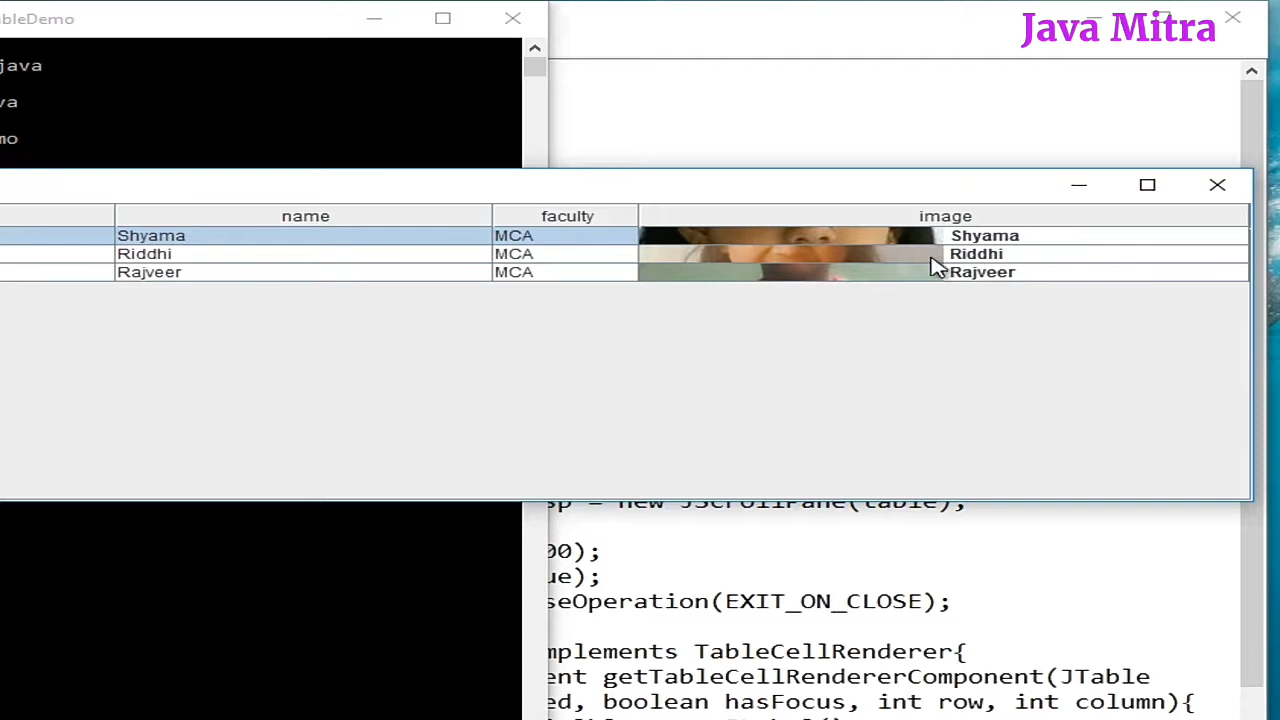 ableDemo
Java Mitra
java
va
mo
name faculty image
Shyama MCA Shyama
Riddhi MCA Riddhi
Rajveer MCA Rajveer
sp = new JScrollPane(table);
00);
ue);
seOperation(EXIT_ON_CLOSE);
mplements TableCellRenderer{
ent getTableCellRendererComponent(JTable
ed, boolean hasFocus, int row, int column){